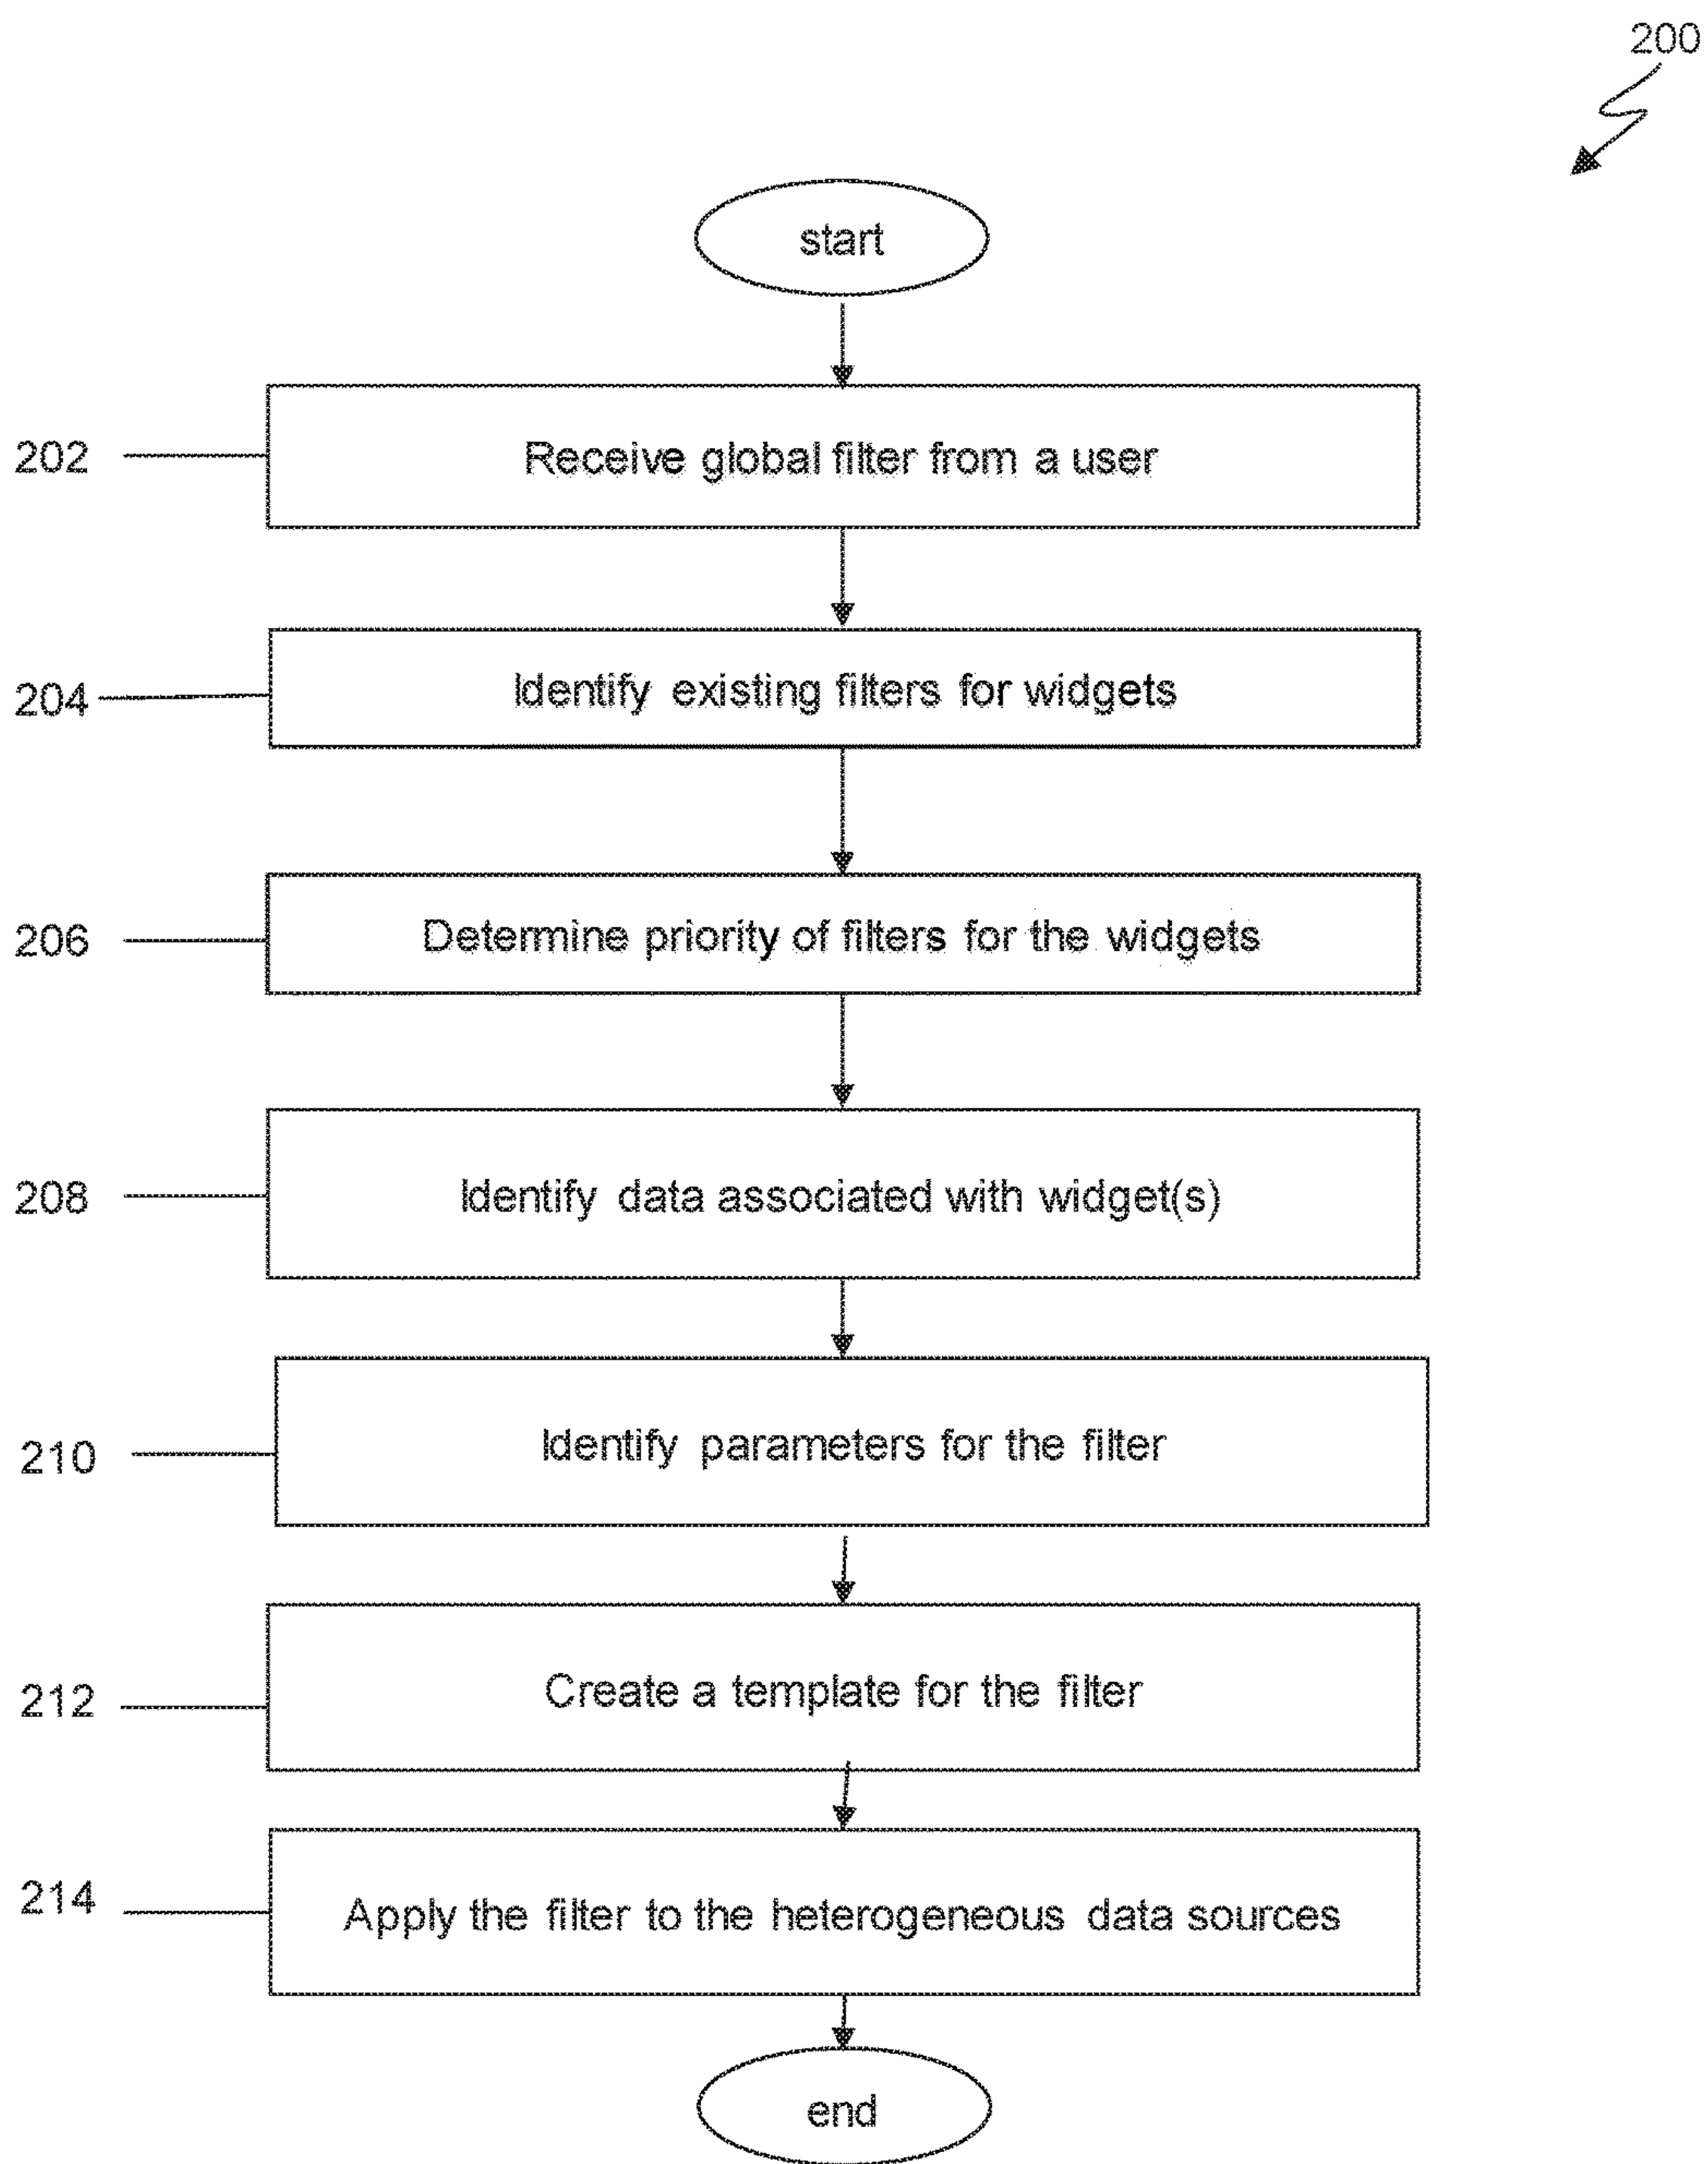 200
start
202
Receive global filter from a user
204
Identify existing filters for widgets
206
Determine priority of filters for the widgets
208
Identify data associated with widget(s)
210
Identify parameters for the filter
212
Create a template for the filter
214
Apply the filter to the heterogeneous data sources
end